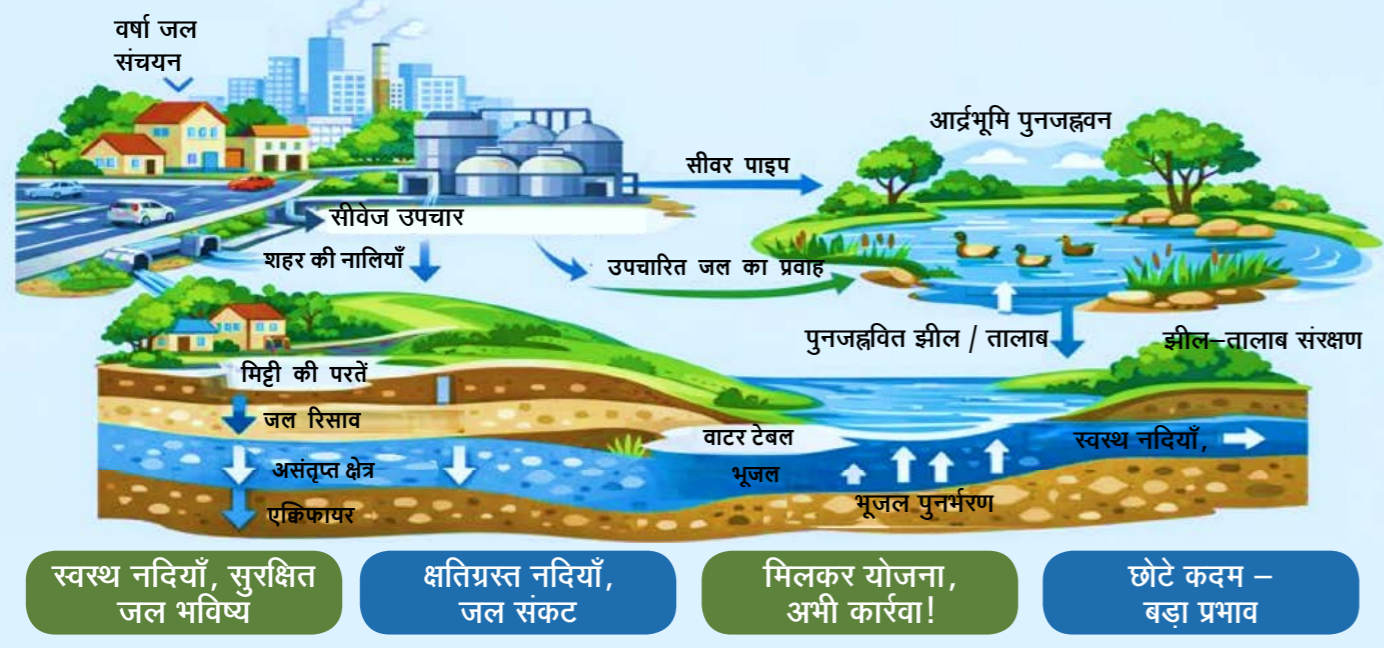 वर्षा जल
संचयन
आर्द्रभूमि पुनजह्नवन
सीवर पाइप
सीवेज उपचार
शहर की नालियाँ
उपचारित जल का प्रवाह
पुनजह्नवित झील / तालाब
झील–तालाब संरक्षण
मिट्टी की परतें
जल रिसाव
वाटर टेबल
स्वस्थ नदियाँ,
असंतृप्त क्षेत्र
भूजल
भूजल पुनर्भरण
एक्विफायर
स्वस्थ नदियाँ, सुरक्षित
जल भविष्य
क्षतिग्रस्त नदियाँ,
जल संकट
मिलकर योजना,
अभी कार्रवा!
छोटे कदम –
बड़ा प्रभाव